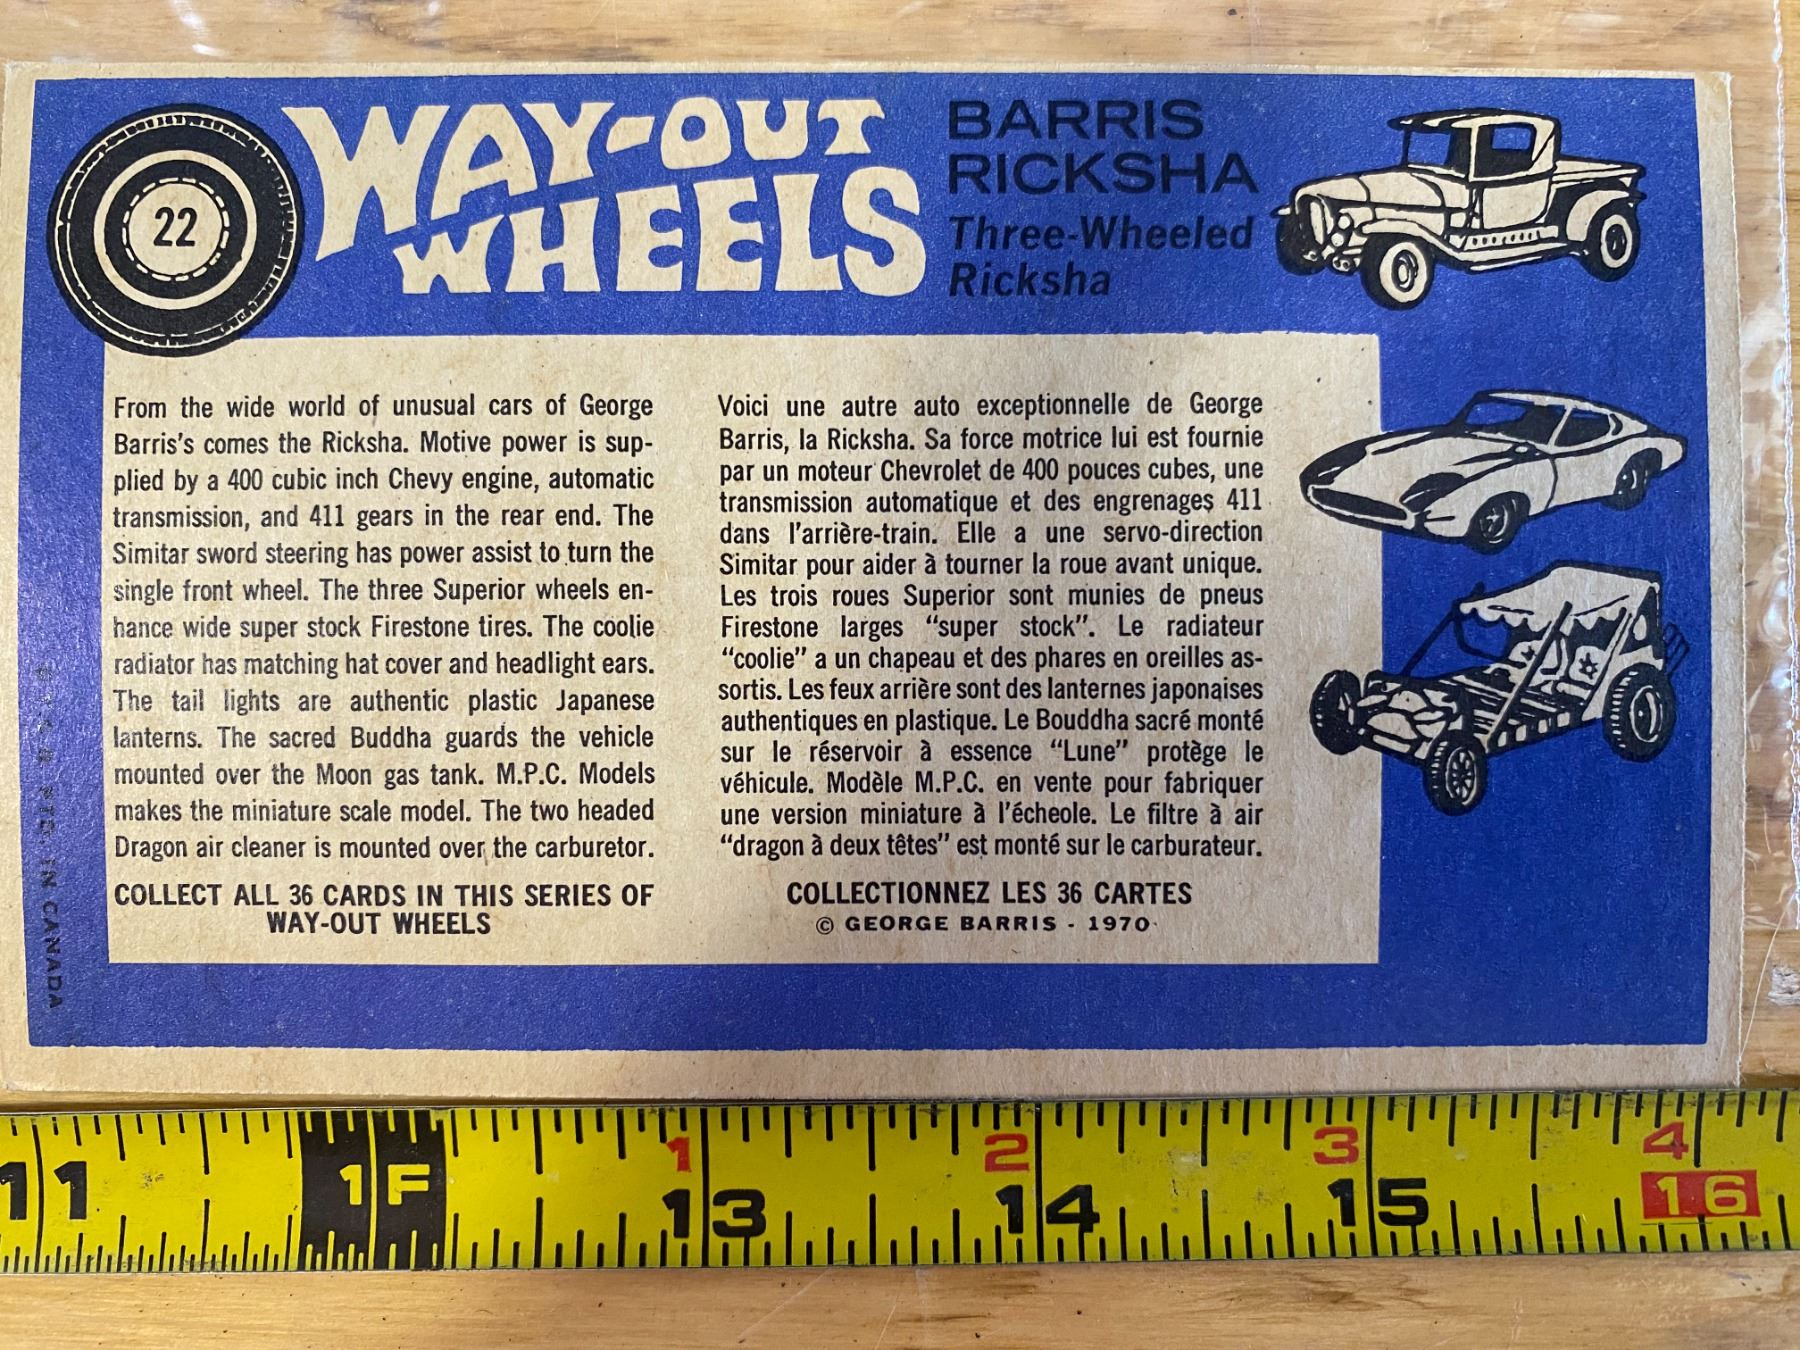 22
WAY-OUT
WHEELS
BARRIS
RICKSHA
Three-Wheeled
Ricksha
From the wide world of unusual cars of George
Barris's comes the Ricksha. Motive power is sup-
plied by a 400 cubic inch Chevy engine, automatic
transmission, and 411 gears in the rear end. The
Simitar sword steering has power assist to turn the
single front wheel. The three Superior wheels en-
hance wide super stock Firestone tires. The coolie
radiator has matching hat cover and headlight ears.
The tail lights are authentic plastic Japanese
lanterns. The sacred Buddha guards the vehicle
mounted over the Moon gas tank. M.P.C. Models
makes the miniature scale model. The two headed
Dragon air cleaner is mounted over the carburetor.
COLLECT ALL 36 CARDS IN THIS SERIES OF
WAY-OUT WHEELS
Voici une autre auto exceptionnelle de George
Barris, la Ricksha. Sa force motrice lui est fournie
par un moteur Chevrolet de 400 pouces cubes, une
transmission automatique et des engrenages 411
dans l'arrière-train. Elle a une servo-direction
Simitar pour aider à tourner la roue avant unique.
Les trois roues Superior sont munies de pneus
Firestone larges "super stock". Le radiateur
"coolie" a un chapeau et des phares en oreilles as-
sortis. Les feux arrière sont des lanternes japonaises
authentiques en plastique. Le Bouddha sacré monté
sur le réservoir à essence "Lune" protège le
véhicule. Modèle M.P.C. en vente pour fabriquer
une version miniature à l'écheole. Le filtre à air
"dragon à deux têtes" est monté sur le carburateur.
COLLECTIONNEZ LES 36 CARTES
© GEORGE BARRIS - 1970
PTD. IN CANADA
1 2 3 4
11 1F 13 14 15 16